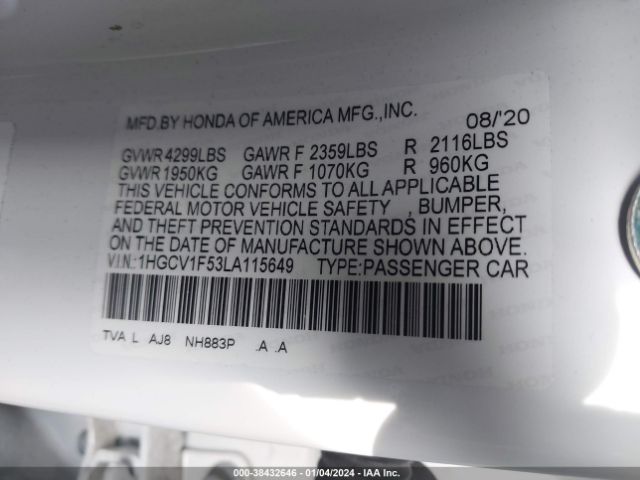 MFD.BY HONDA OF AMERICA MFG.,INC. 08/'20
GVWR 4299LBS GAWR F 2359LBS R 2116LBS
GVWR 1950KG GAWR F 1070KG R 960KG
THIS VEHICLE CONFORMS TO ALL APPLICABLE
FEDERAL MOTOR VEHICLE SAFETY , BUMPER,
AND THEFT PREVENTION STANDARDS IN EFFECT
ON THE DATE OF MANUFACTURE SHOWN ABOVE.
VIN:1HGCV1F53LA115649 TYPE:PASSENGER CAR
TVA L AJ8 NH883P .A .A
000-38432646 - 01/04/2024 - IAA Inc.